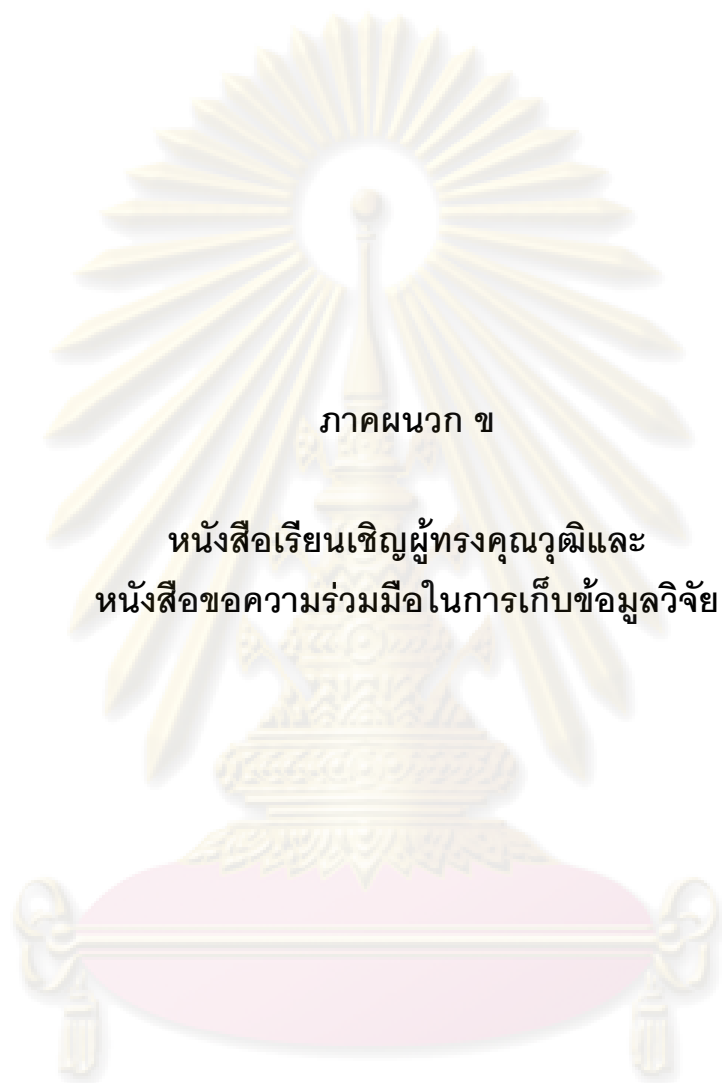 ภาคผนวก ข
หนังสือเรียนเชิญผู้ทรงคุณวุฒิและ
หนังสือขอความร่วมมือในการเก็บข้อมูลวิจัย